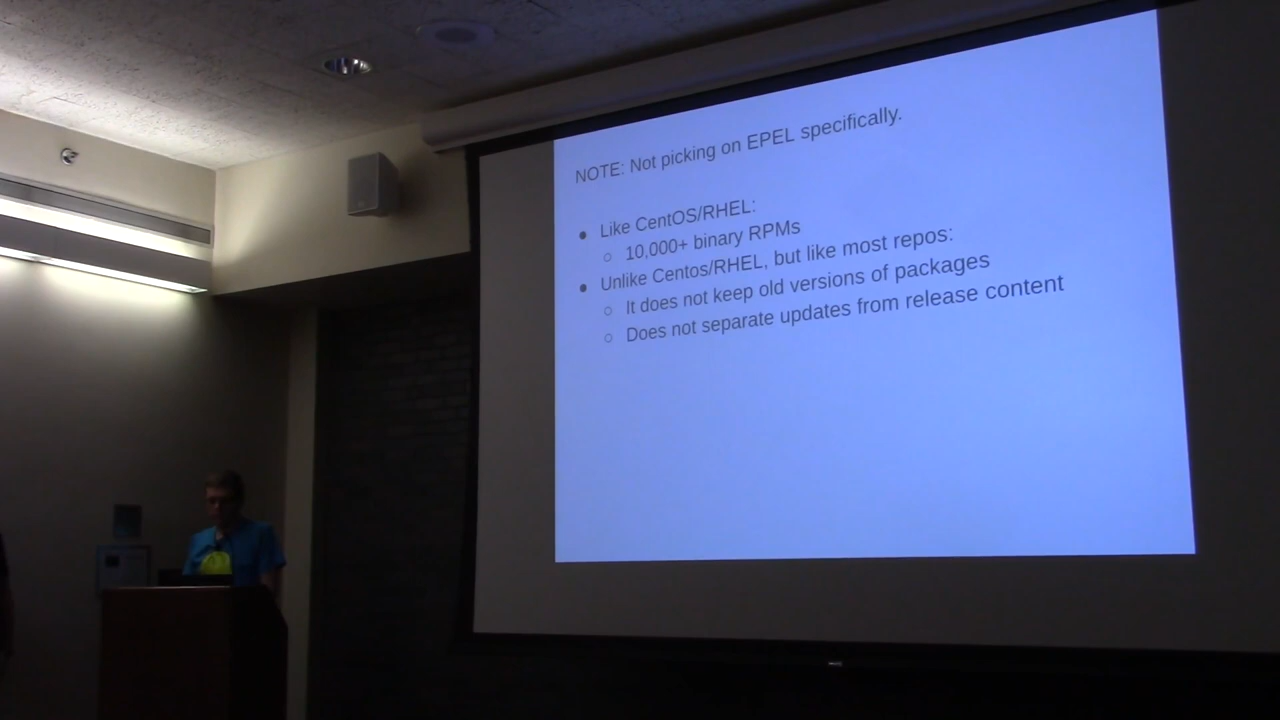 NOTE: Not picking on EPEL specifically.
● Like CentOS/RHEL:
○ 10,000+ binary RPMs
● Unlike Centos/RHEL, but like most repos:
○ It does not keep old versions of packages
○ Does not separate updates from release content